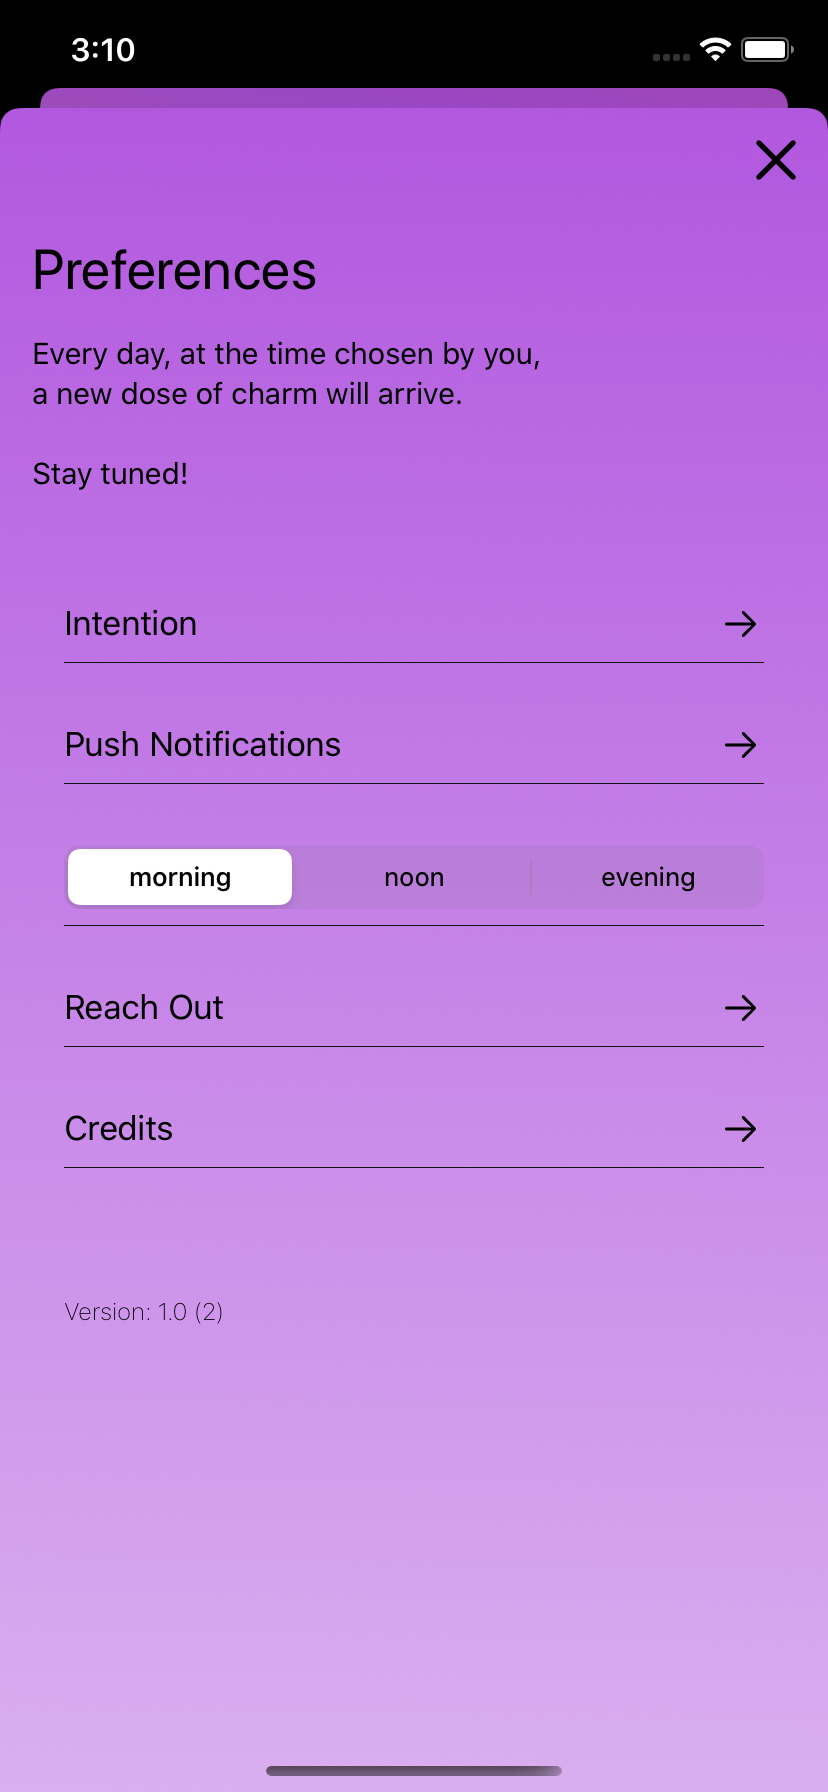 3:10
Preferences
Every day, at the time chosen by you,
a new dose of charm will arrive.
Stay tuned!
Intention
Push Notifications
morning noon evening
Reach Out
Credits
Version: 1.0 (2)